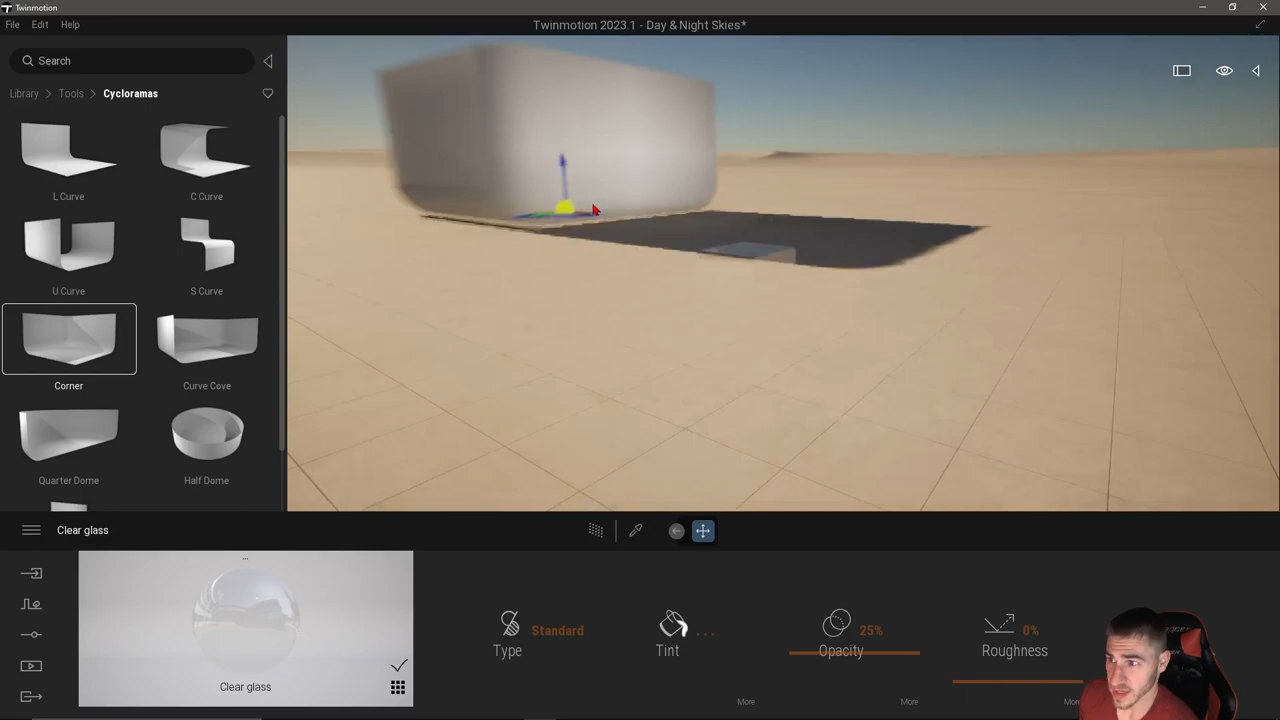 Twinmotion
File Edit Help
Twinmotion 2023.1 - Day & Night Skies*
Search
Library > Tools > Cycloramas
L Curve
C Curve
U Curve
S Curve
Corner
Curve Cove
Quarter Dome
Half Dome
Clear glass
...
Clear glass
Standard
Type
...
Tint
25%
Opacity
0%
Roughness
More
More
More